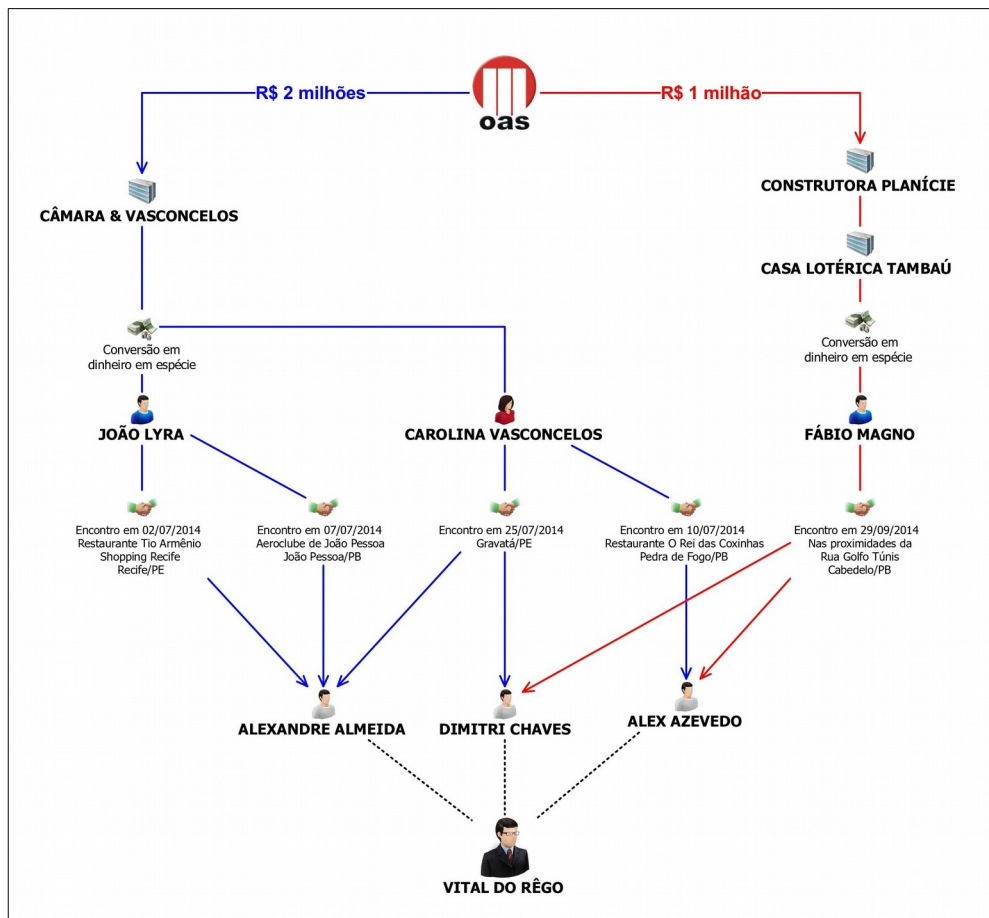 R$ 2 milhões
R$ 1 milhão
oas
CÂMARA & VASCONCELOS
CONSTRUTORA PLANÍCIE
CASA LOTÉRICA TAMBAÚ
Conversão em
dinheiro em espécie
Conversão em
dinheiro em espécie
JOÃO LYRA
CAROLINA VASCONCELOS
FÁBIO MAGNO
Encontro em 02/07/2014
Restaurante Tio Armênio
Shopping Recife
Recife/PE
Encontro em 07/07/2014
Aeroclube de João Pessoa
João Pessoa/PB
Encontro em 25/07/2014
Gravatá/PE
Encontro em 10/07/2014
Restaurante O Rei das Coxinhas
Pedra de Fogo/PB
Encontro em 29/09/2014
Nas proximidades da
Rua Golfo Túnis
Cabedelo/PB
ALEXANDRE ALMEIDA
DIMITRI CHAVES
ALEX AZEVEDO
VITAL DO RÊGO